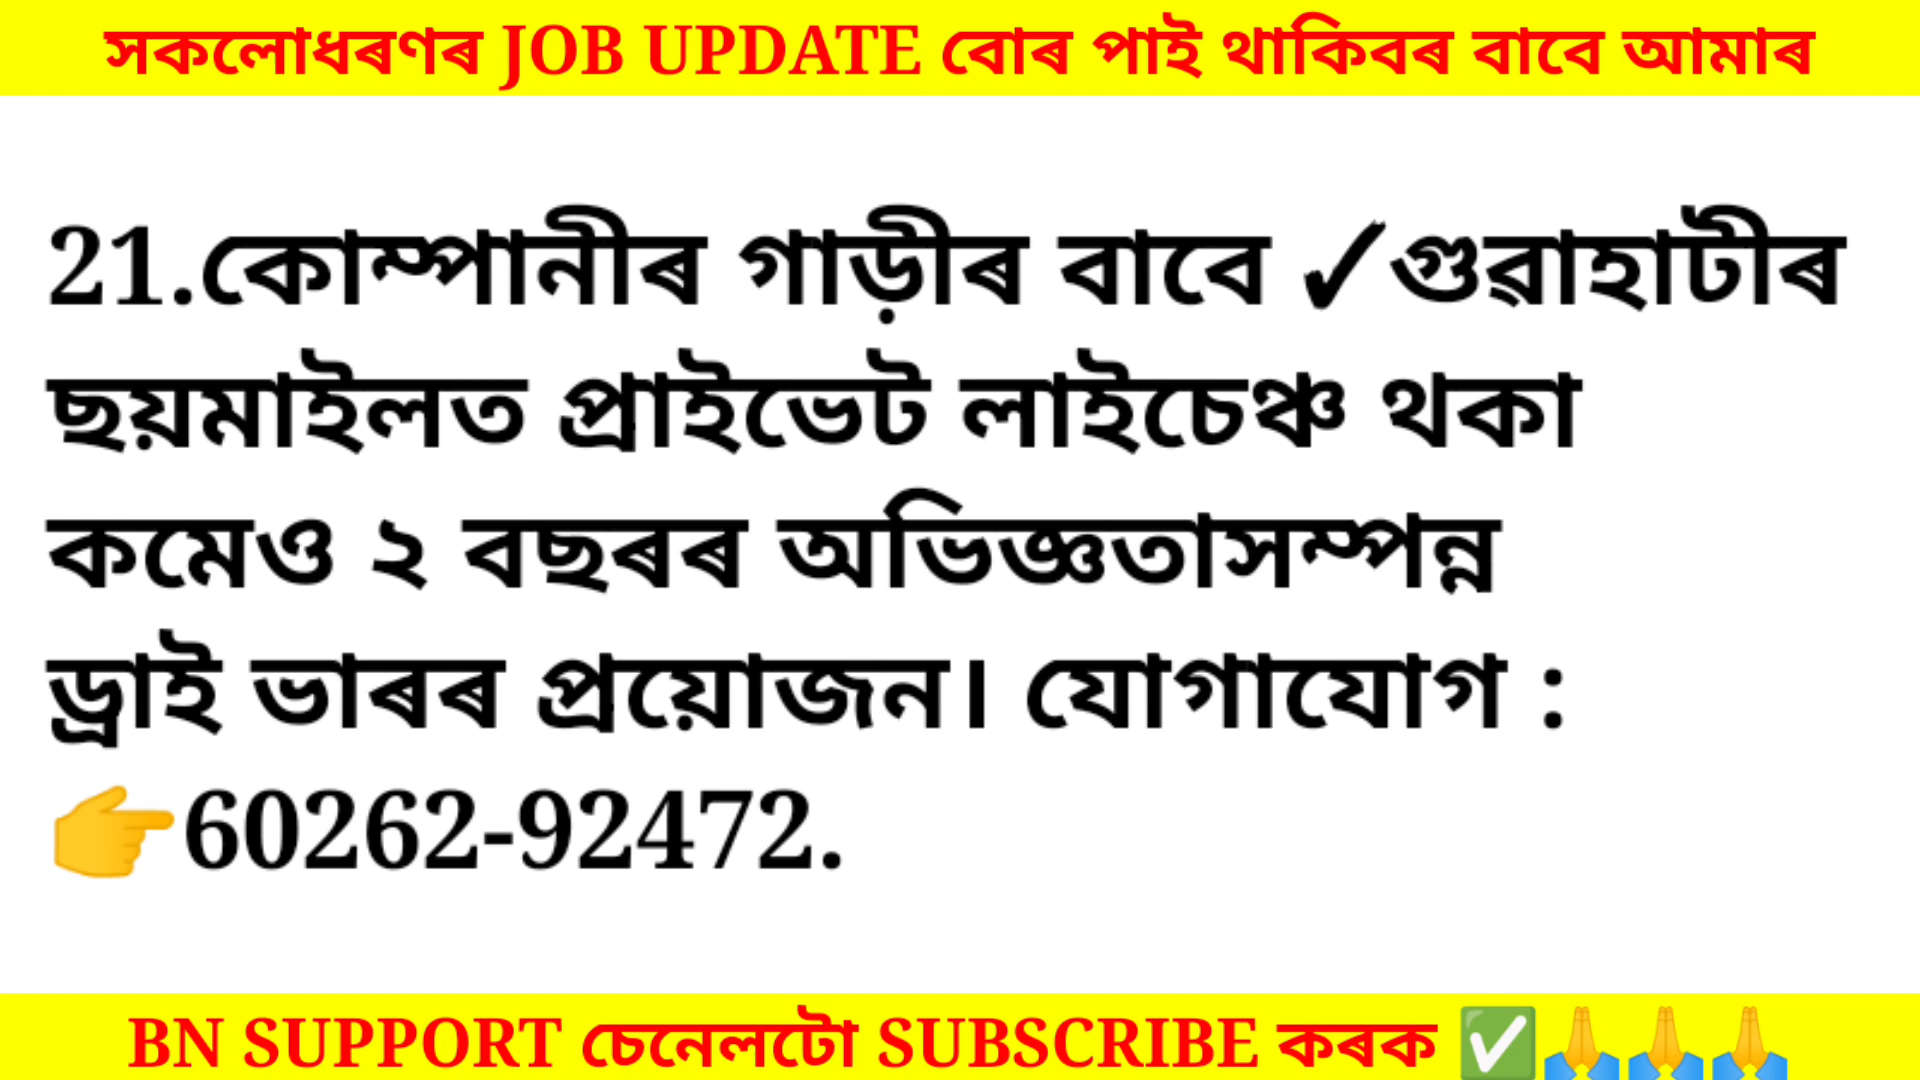 সকলোধৰণৰ JOB UPDATE বোৰ পাই থাকিবৰ বাবে আমাৰ
21.কোম্পানীৰ গাড়ীৰ বাবে ✓গুৱাহাটীৰ
ছয়মাইলত প্ৰাইভেট লাইচেঞ্চ থকা
কমেও ২ বছৰৰ অভিজ্ঞতাসম্পন্ন
ড্ৰাই ভাৰৰ প্ৰয়োজন। যোগাযোগ :
👉60262-92472.
BN SUPPORT চেনেলটো SUBSCRIBE কৰক ✅🙏🙏🙏